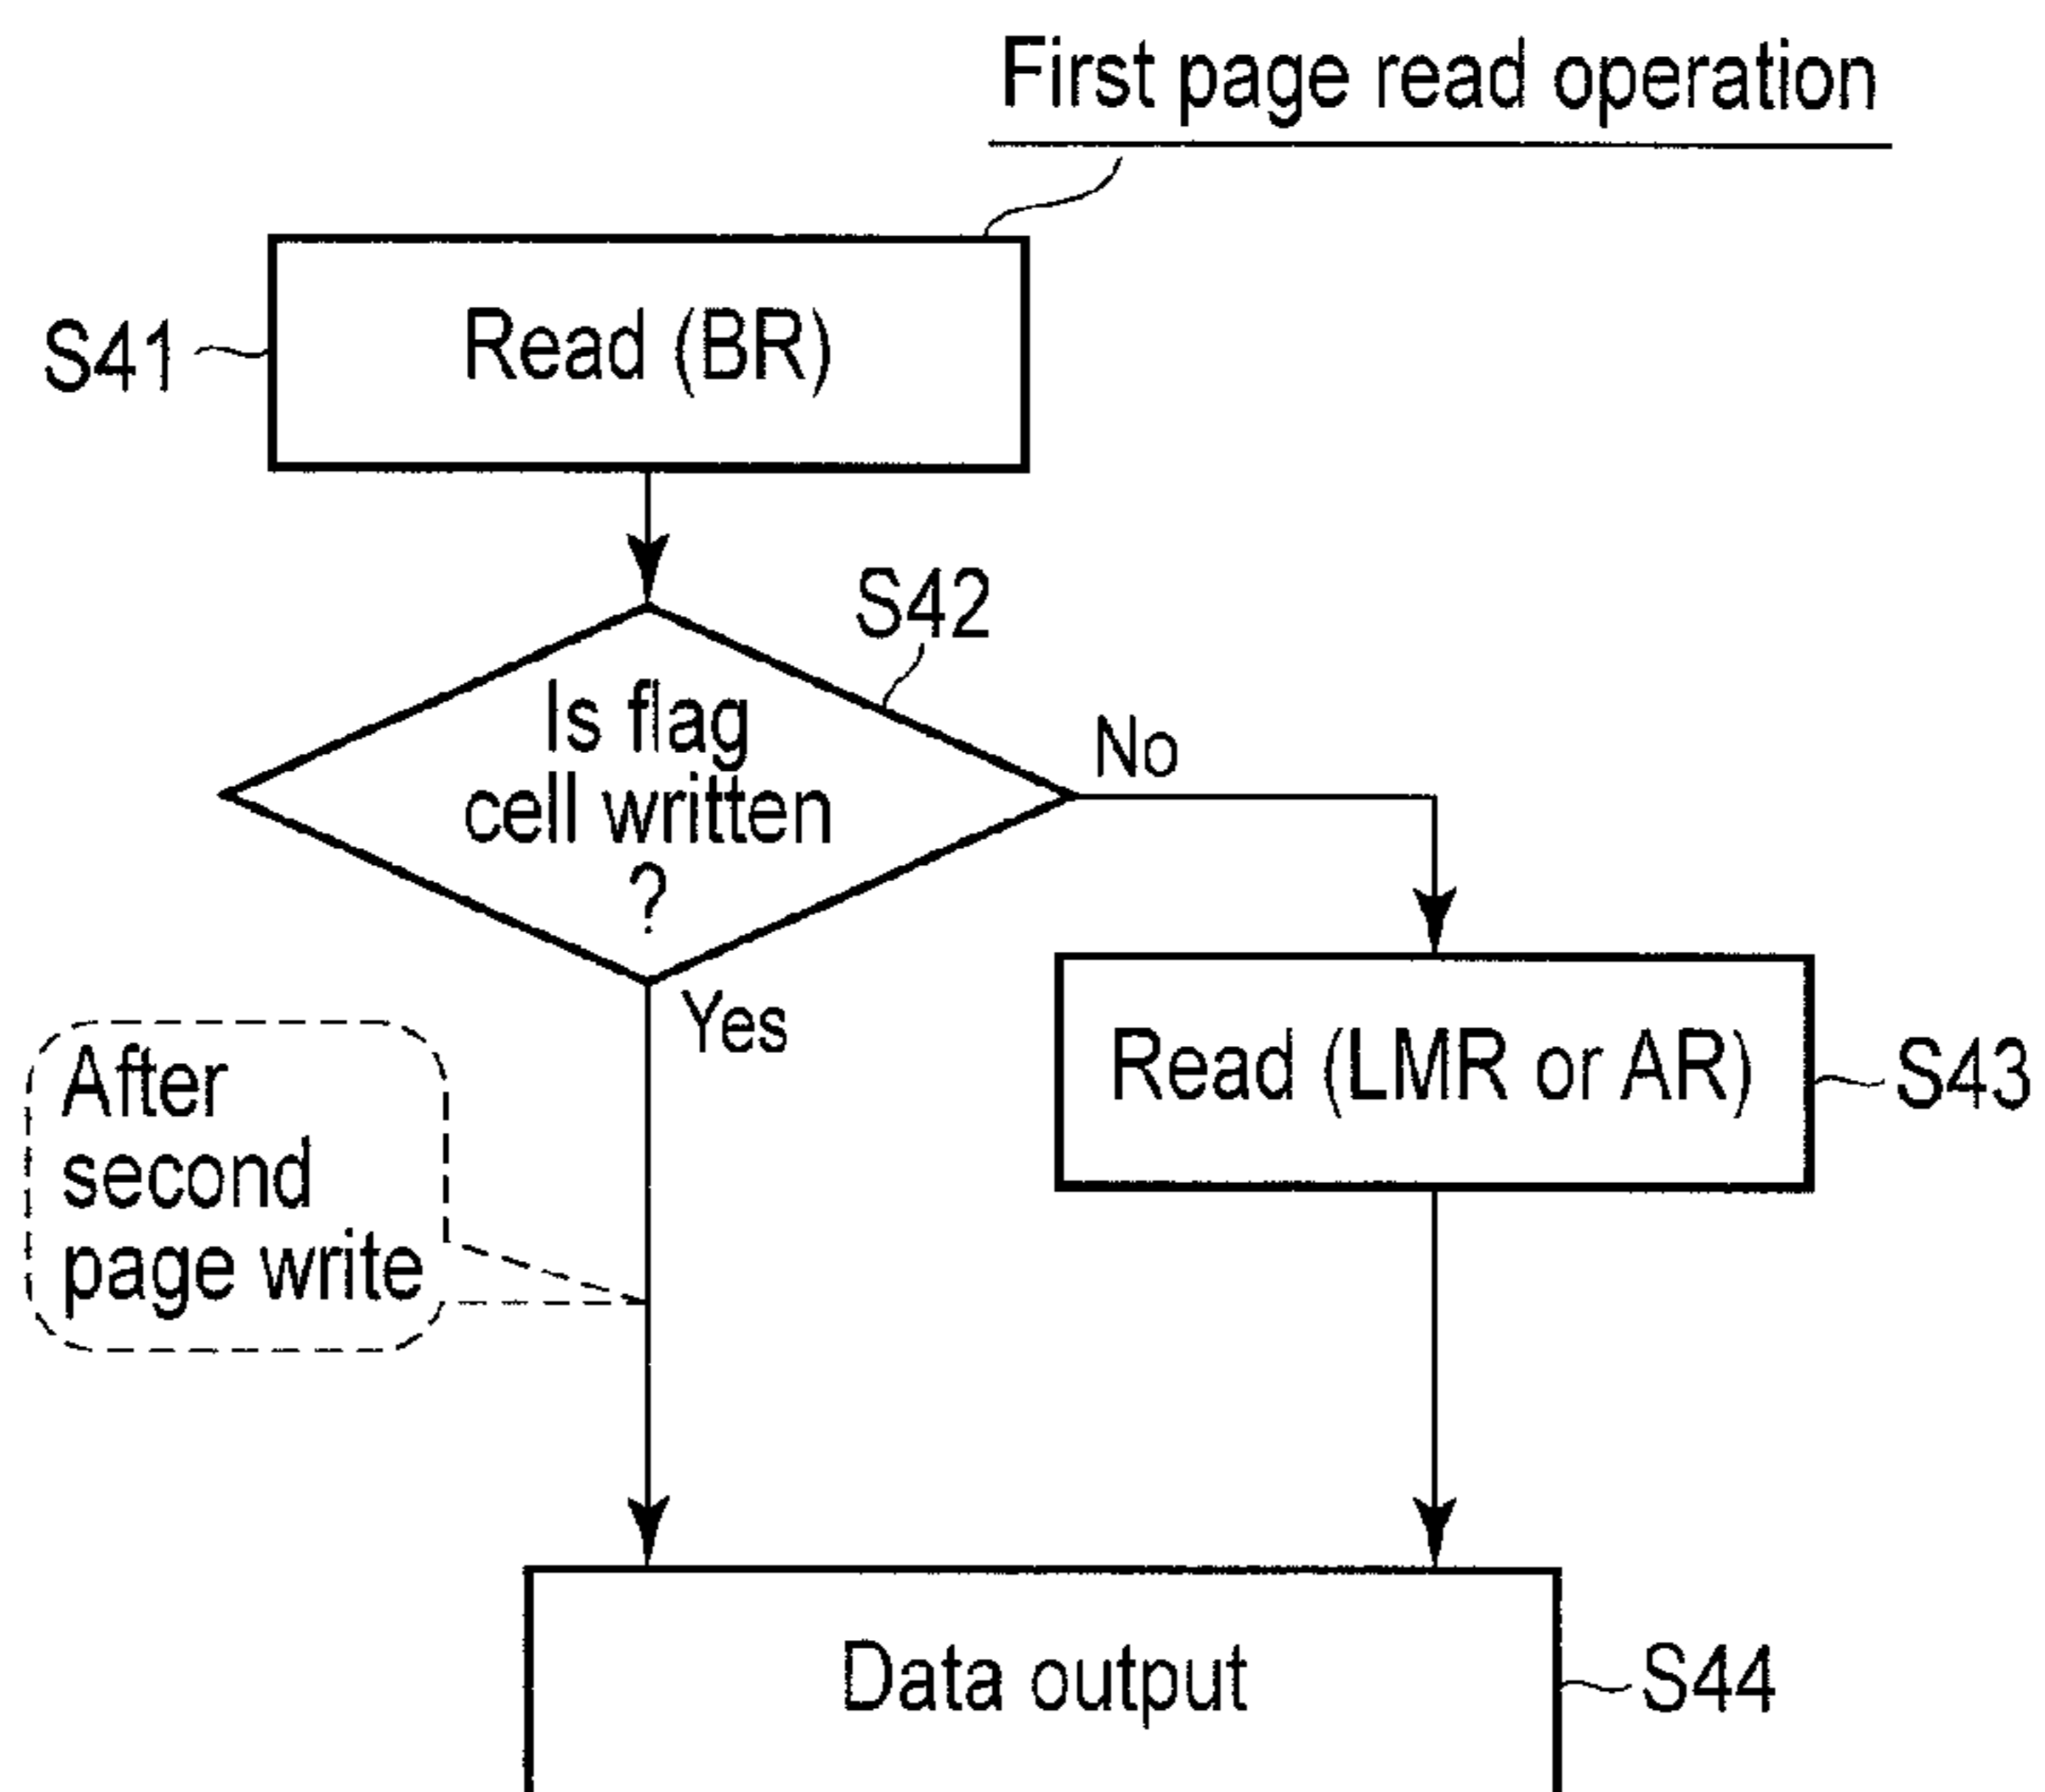 First page read operation
S41
Read (BR)
S42
Is flag
cell written
?
No
Yes
After
second
page write
Read (LMR or AR)
S43
Data output
S44